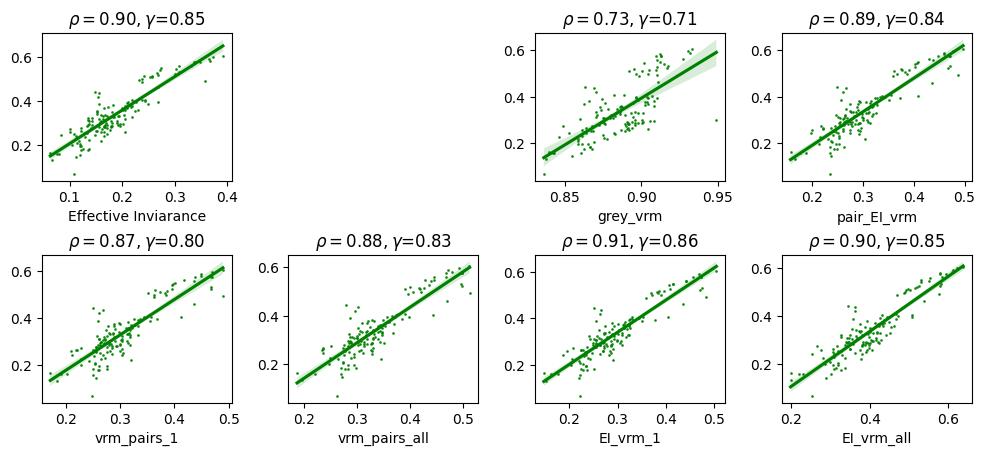 ρ = 0.90, γ=0.85
0.6
0.4
0.2
0.1 0.2 0.3 0.4
Effective Inviarance
ρ = 0.73, γ=0.71
0.6
0.4
0.2
0.85 0.90 0.95
grey_vrm
ρ = 0.89, γ=0.84
0.6
0.4
0.2
0.2 0.3 0.4 0.5
pair_EI_vrm
ρ = 0.87, γ=0.80
0.6
0.4
0.2
0.2 0.3 0.4 0.5
vrm_pairs_1
ρ = 0.88, γ=0.83
0.6
0.4
0.2
0.2 0.3 0.4 0.5
vrm_pairs_all
ρ = 0.91, γ=0.86
0.6
0.4
0.2
0.2 0.3 0.4 0.5
EI_vrm_1
ρ = 0.90, γ=0.85
0.6
0.4
0.2
0.2 0.3 0.4 0.5 0.6
EI_vrm_all